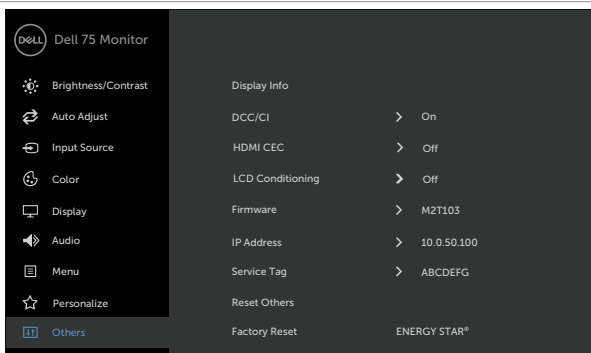 DELL Dell 75 Monitor
Brightness/Contrast Display Info
Auto Adjust DCC/CI > On
Input Source HDMI CEC > Off
Color LCD Conditioning > Off
Display Firmware > M2T103
Audio IP Address > 10.0.50.100
Menu Service Tag > ABCDEFG
Personalize Reset Others
Others Factory Reset ENERGY STAR®